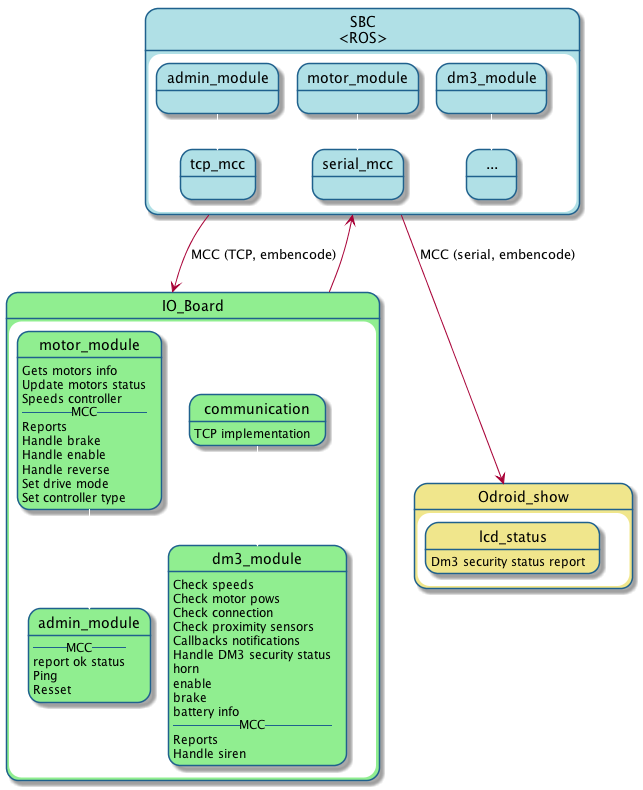 SBC
<ROS>
admin_module
motor_module
dm3_module
tcp_mcc
serial_mcc
...
MCC (TCP, embencode)
MCC (serial, embencode)
IO_Board
motor_module
Gets motors info
Update motors status
Speeds controller
MCC
Reports
Handle brake
Handle enable
Handle reverse
Set drive mode
Set controller type
communication
TCP implementation
admin_module
MCC
report ok status
Ping
Resset
dm3_module
Check speeds
Check motor pows
Check connection
Check proximity sensors
Callbacks notifications
Handle DM3 security status
horn
enable
brake
battery info
MCC
Reports
Handle siren
Odroid_show
lcd_status
Dm3 security status report